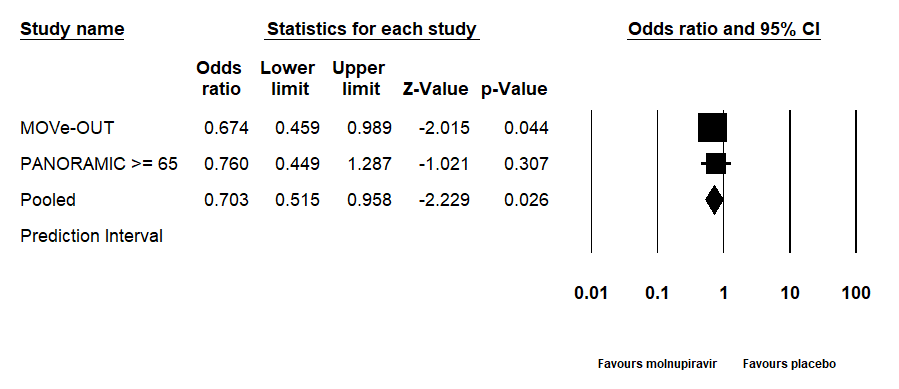 Study name Statistics for each study Odds ratio and 95% CI
Odds Lower Upper
ratio limit limit Z-Value p-Value
MOVe-OUT 0.674 0.459 0.989 -2.015 0.044
PANORAMIC >= 65 0.760 0.449 1.287 -1.021 0.307
Pooled 0.703 0.515 0.958 -2.229 0.026
Prediction Interval
0.01 0.1 1 10 100
Favours molnupiravir Favours placebo